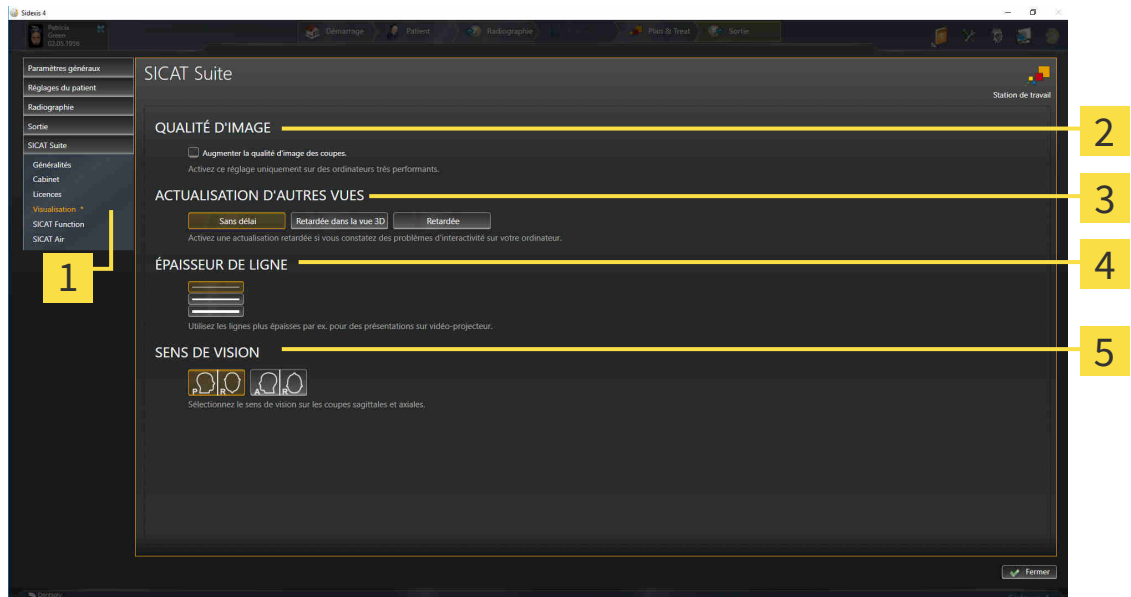 Sidexis 4
Patricia
Green
02.05.1956
Démarrage
Patient
Radiographie
Plan & Treat
Sortie
Paramètres généraux
Réglages du patient
Radiographie
Sortie
SICAT Suite
Généralités
Cabinet
Licences
Visualisation *
SICAT Function
SICAT Air
1
SICAT Suite
Station de travail
QUALITÉ D'IMAGE
2
Augmenter la qualité d'image des coupes.
Activez ce réglage uniquement sur des ordinateurs très performants.
ACTUALISATION D'AUTRES VUES
3
Sans délai
Retardée dans la vue 3D
Retardée
Activez une actualisation retardée si vous constatez des problèmes d'interactivité sur votre ordinateur.
ÉPAISSEUR DE LIGNE
4
Utilisez les lignes plus épaisses par ex. pour des présentations sur vidéo-projecteur.
SENS DE VISION
5
P R
A R
Sélectionnez le sens de vision sur les coupes sagittales et axiales.
Fermer